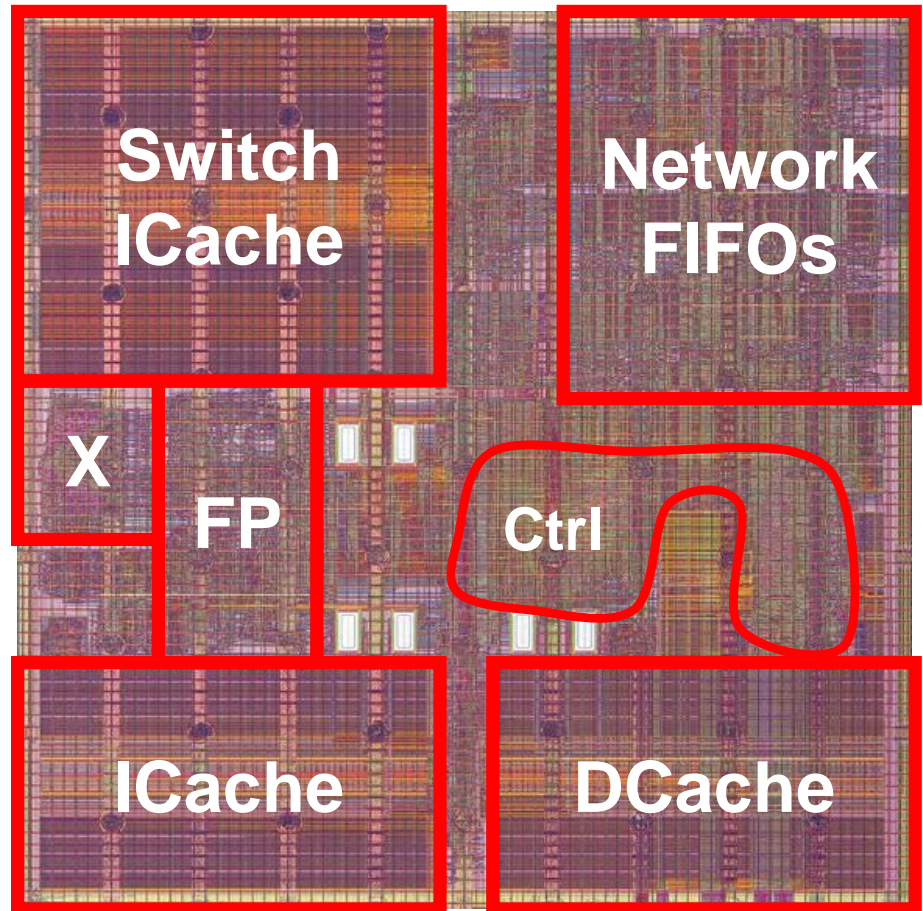 Switch
ICache
Network
FIFOs
X
FP
Ctrl
ICache
DCache